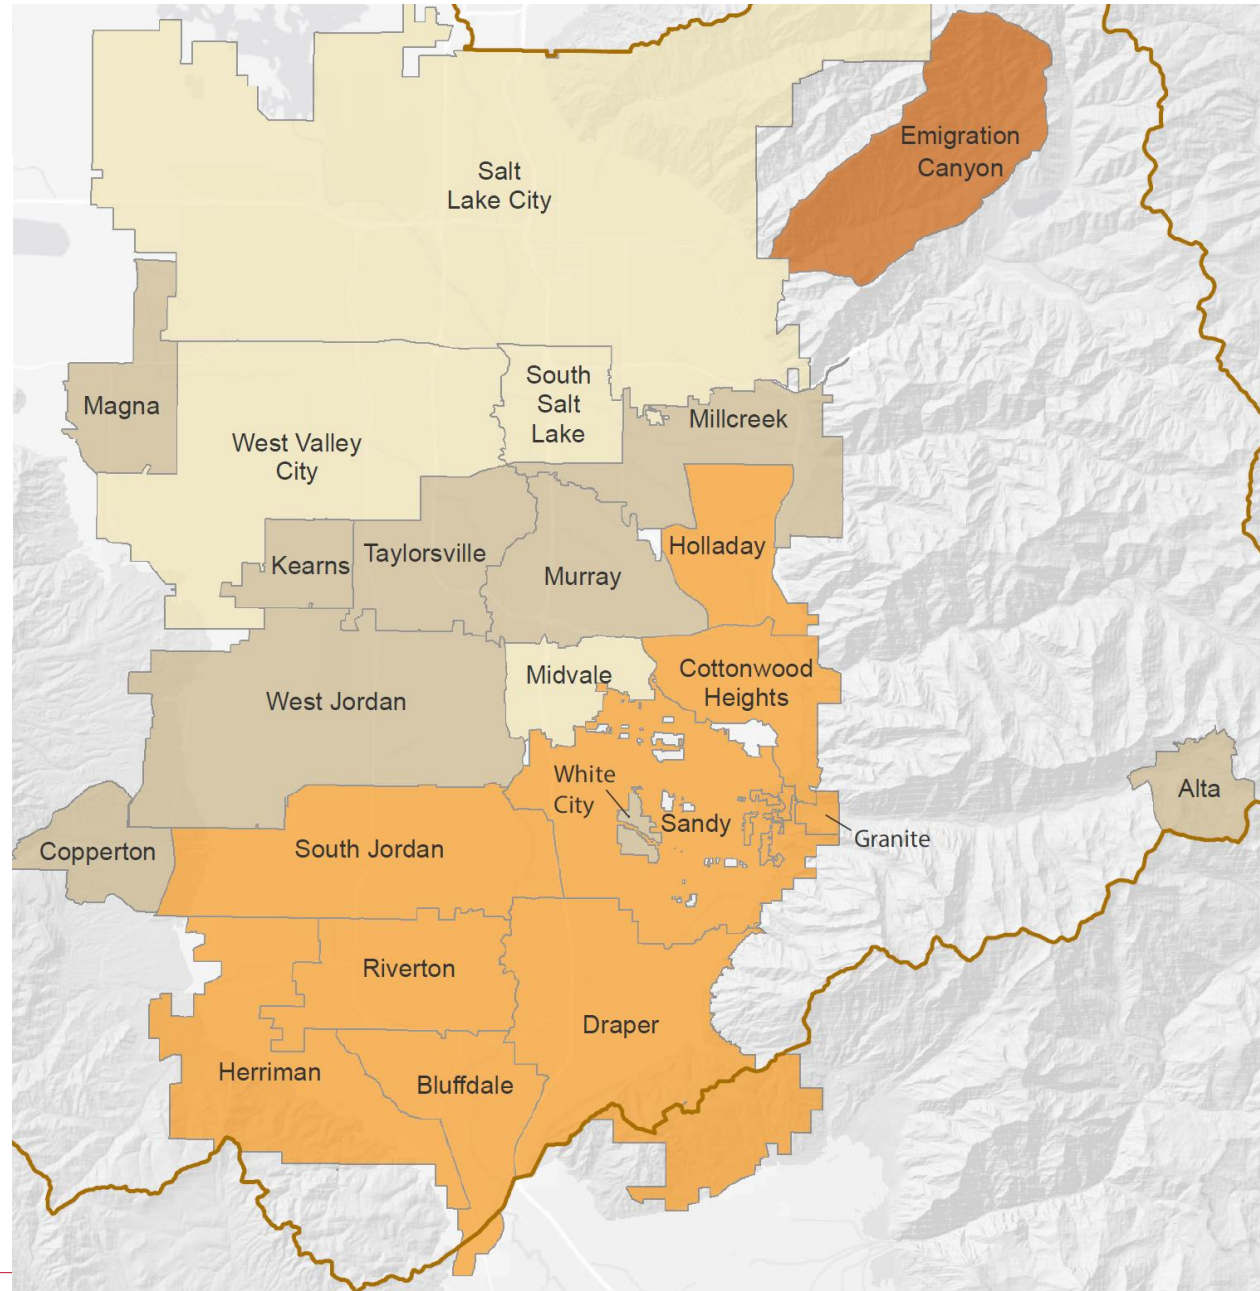 Emigration
Canyon
Salt
Lake City
Magna
South
Salt
Lake
Millcreek
West Valley
City
Kearns
Taylorsville
Murray
Holladay
Midvale
Cottonwood
Heights
West Jordan
White
City
Sandy
Alta
Granite
Copperton
South Jordan
Riverton
Draper
Herriman
Bluffdale